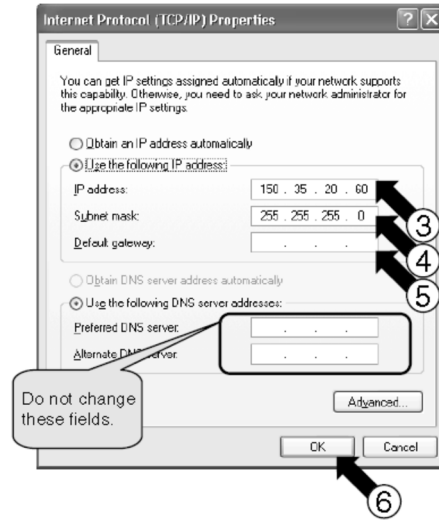 Internet Protocol (TCP/IP) Properties
General
You can get IP settings assigned automatically if your network supports
this capability. Otherwise, you need to ask your network administrator for
the appropriate IP settings.
Obtain an IP address automatically
Use the following IP address:
IP address: 150 . 35 . 20 . 60
3
Subnet mask: 255 . 255 . 255 . 0
4
Default gateway: . . .
5
Obtain DNS server address automatically
Use the following DNS server addresses:
Preferred DNS server: . . .
Alternate DNS server: . . .
Do not change
these fields.
Advanced...
OK Cancel
6